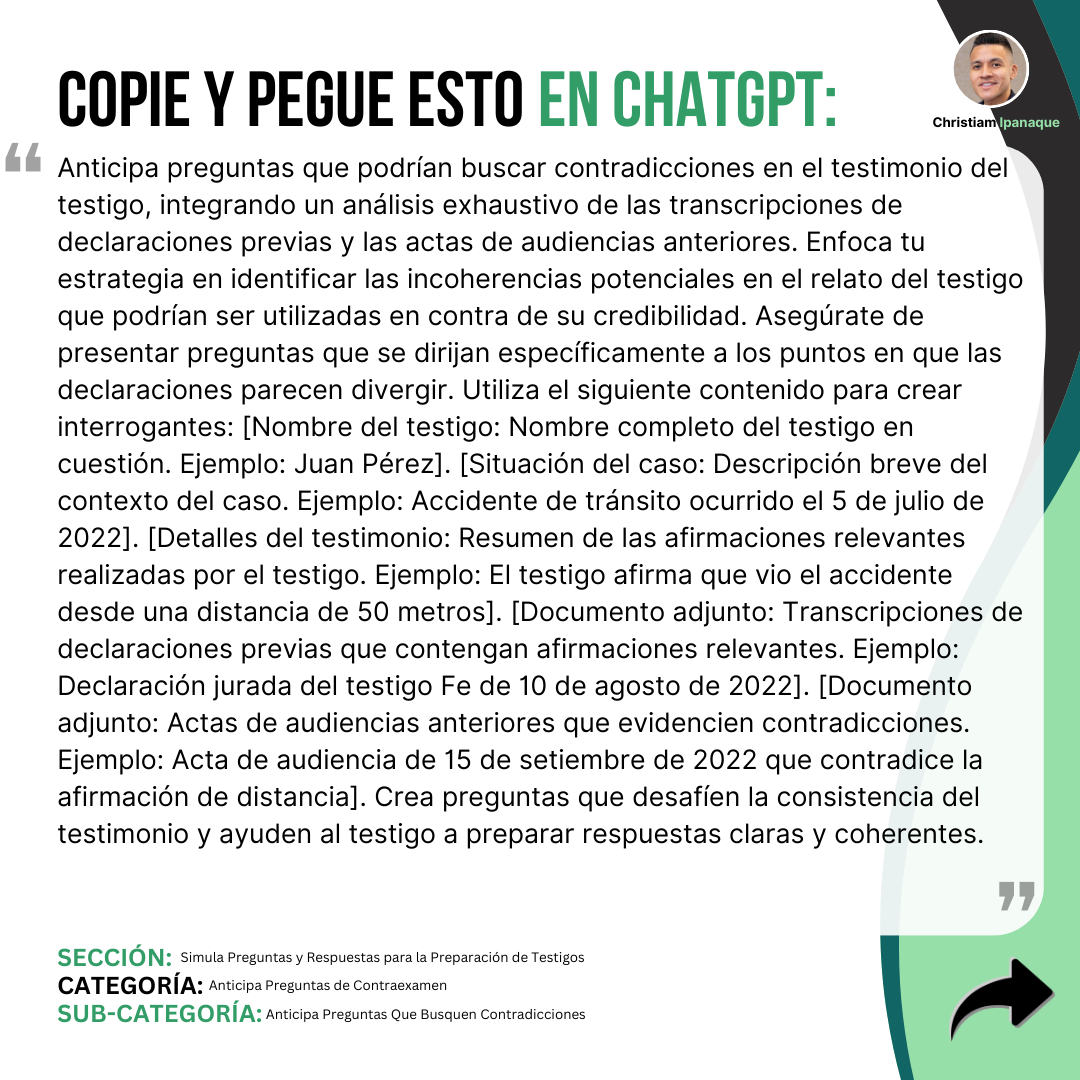 COPIE Y PEGUE ESTO EN CHATGPT:
Christiam Ipanaque
“
Anticipa preguntas que podrían buscar contradicciones en el testimonio del
testigo, integrando un análisis exhaustivo de las transcripciones de
declaraciones previas y las actas de audiencias anteriores. Enfoca tu
estrategia en identificar las incoherencias potenciales en el relato del testigo
que podrían ser utilizadas en contra de su credibilidad. Asegúrate de
presentar preguntas que se dirijan específicamente a los puntos en que las
declaraciones parecen divergir. Utiliza el siguiente contenido para crear
interrogantes: [Nombre del testigo: Nombre completo del testigo en
cuestión. Ejemplo: Juan Pérez]. [Situación del caso: Descripción breve del
contexto del caso. Ejemplo: Accidente de tránsito ocurrido el 5 de julio de
2022]. [Detalles del testimonio: Resumen de las afirmaciones relevantes
realizadas por el testigo. Ejemplo: El testigo afirma que vio el accidente
desde una distancia de 50 metros]. [Documento adjunto: Transcripciones de
declaraciones previas que contengan afirmaciones relevantes. Ejemplo:
Declaración jurada del testigo Fe de 10 de agosto de 2022]. [Documento
adjunto: Actas de audiencias anteriores que evidencien contradicciones.
Ejemplo: Acta de audiencia de 15 de setiembre de 2022 que contradice la
afirmación de distancia]. Crea preguntas que desafíen la consistencia del
testimonio y ayuden al testigo a preparar respuestas claras y coherentes.
”
SECCIÓN: Simula Preguntas y Respuestas para la Preparación de Testigos
CATEGORÍA: Anticipa Preguntas de Contraexamen
SUB-CATEGORÍA: Anticipa Preguntas Que Busquen Contradicciones